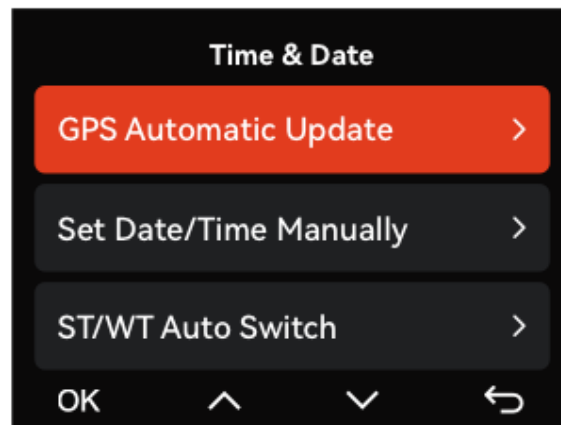 Time & Date
GPS Automatic Update
Set Date/Time Manually
ST/WT Auto Switch
OK